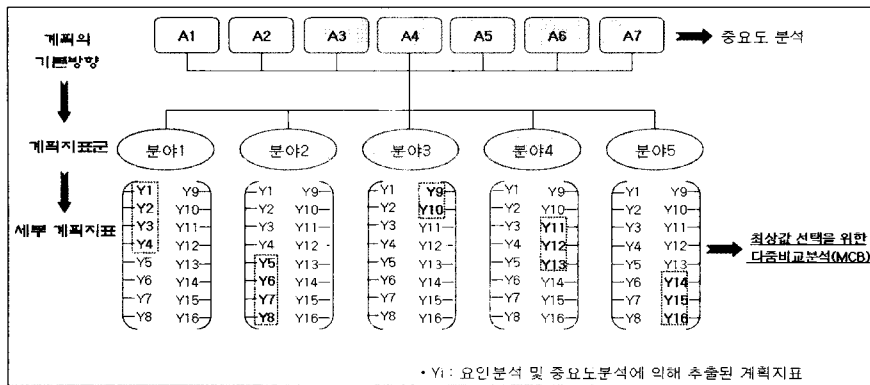 계획의
기본방향
A1 A2 A3 A4 A5 A6 A7
중요도 분석
계획지표군
분야1 분야2 분야3 분야4 분야5
세부 계획지표
Y1 Y9 Y1 Y9 Y1 Y9 Y1 Y9 Y1 Y9
Y2 Y10 Y2 Y10 Y2 Y10 Y2 Y10 Y2 Y10
Y3 Y11 Y3 Y11 Y3 Y11 Y3 Y11 Y3 Y11
Y4 Y12 Y4 Y12 Y4 Y12 Y4 Y12 Y4 Y12
Y5 Y13 Y5 Y13 Y5 Y13 Y5 Y13 Y5 Y13
Y6 Y14 Y6 Y14 Y6 Y14 Y6 Y14 Y6 Y14
Y7 Y15 Y7 Y15 Y7 Y15 Y7 Y15 Y7 Y15
Y8 Y16 Y8 Y16 Y8 Y16 Y8 Y16 Y8 Y16
최상값 선택을 위한
다중비교분석(MCB)
• Yi : 요인분석 및 중요도분석에 의해 추출된 계획지표